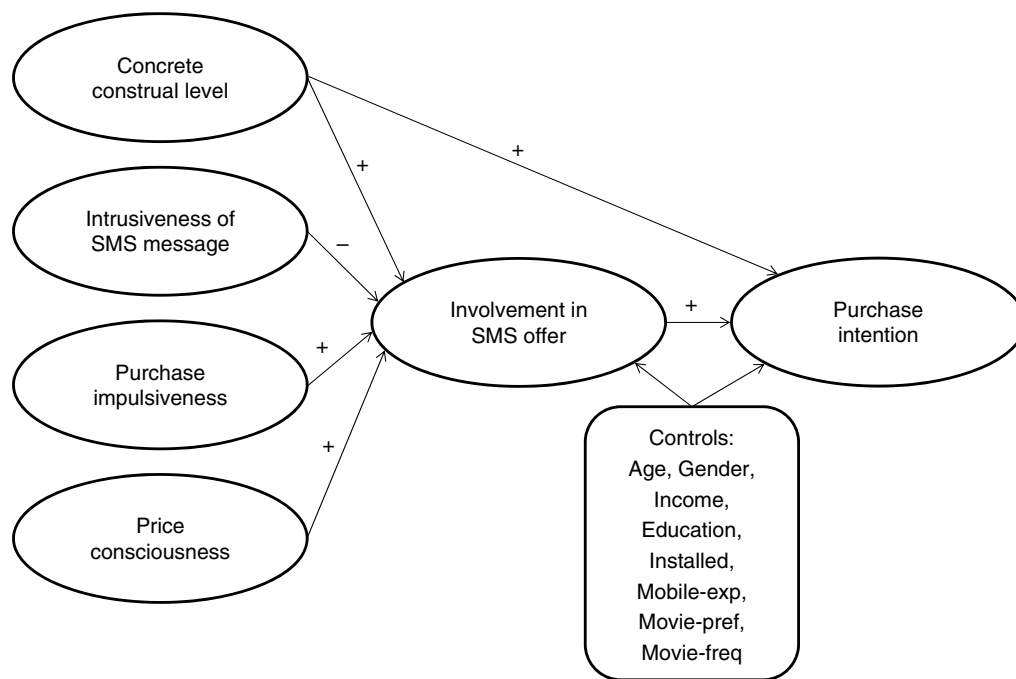 Concrete
construal level
+
+
Intrusiveness of
SMS message
–
Involvement in
SMS offer
+
Purchase
intention
Purchase
impulsiveness
+
Price
consciousness
+
Controls:
Age, Gender,
Income,
Education,
Installed,
Mobile-exp,
Movie-pref,
Movie-freq